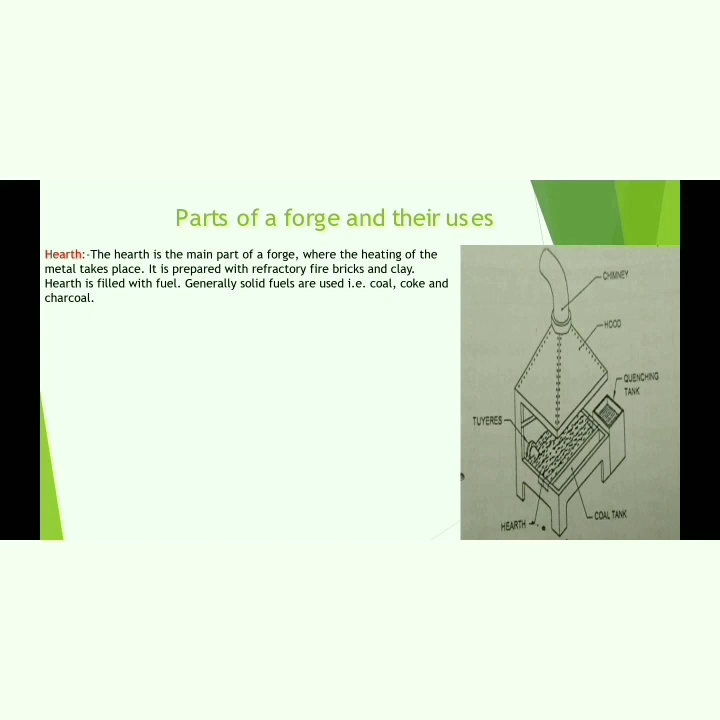 Parts of a forge and their uses
Hearth:-The hearth is the main part of a forge, where the heating of the
metal takes place. It is prepared with refractory fire bricks and clay.
Hearth is filled with fuel. Generally solid fuels are used i.e. coal, coke and
charcoal.
CHIMNEY
HOOD
QUENCHING
TANK
TUYERES
COAL TANK
HEARTH